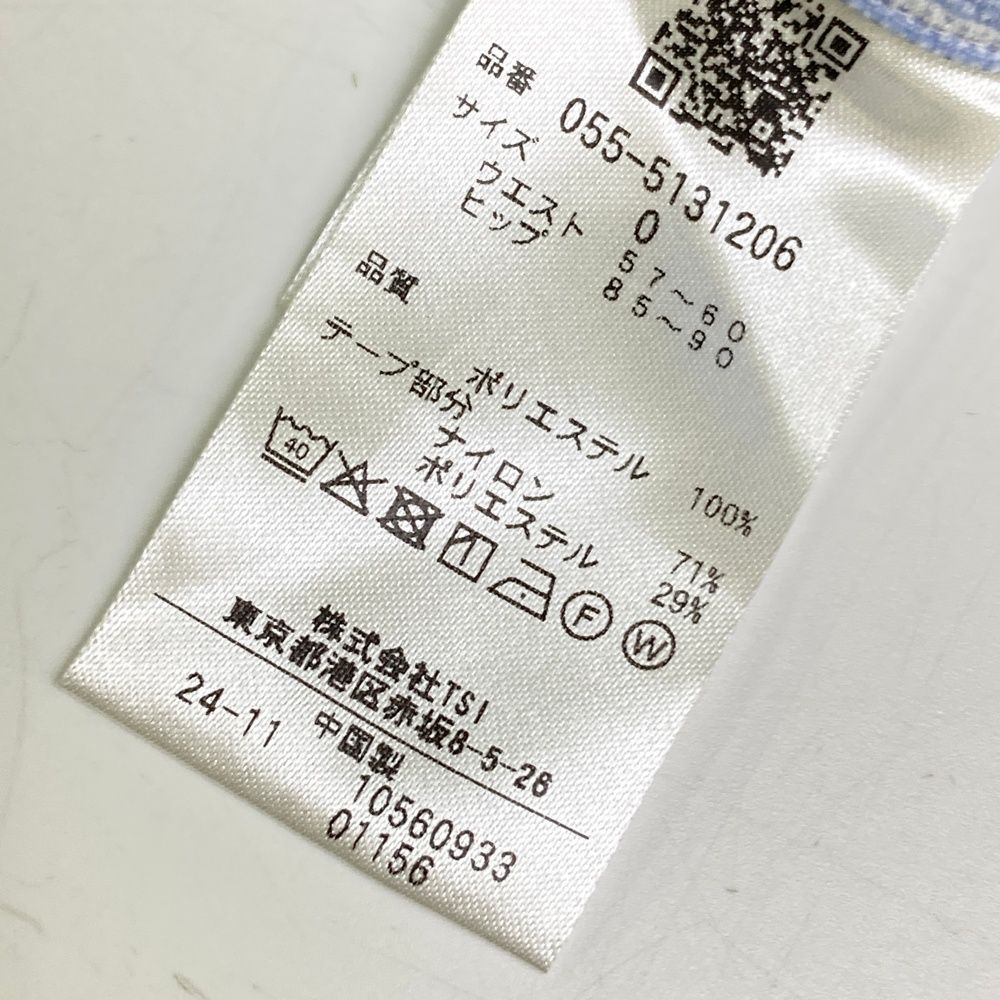 品番 055-5131206
サイズ 0
ウエスト 57～60
ヒップ 85～90
品質
ポリエステル 100%
テープ部分
ナイロン 71%
ポリエステル 29%
40 F W
株式会社TSI
東京都港区赤坂8-5-26
24-11 中国製
10560933
01156